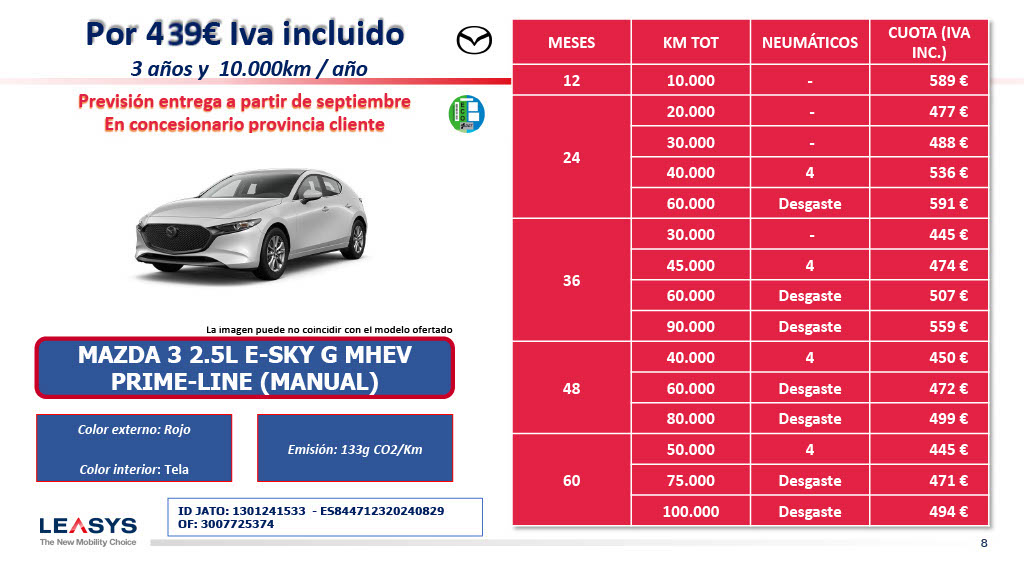 Por 439€ Iva incluido
3 años y 10.000km / año
Previsión entrega a partir de septiembre
En concesionario provincia cliente
La imagen puede no coincidir con el modelo ofertado
MAZDA 3 2.5L E-SKY G MHEV
PRIME-LINE (MANUAL)
Color externo: Rojo
Color interior: Tela
Emisión: 133g CO2/Km
ID JATO: 1301241533 - ES844712320240829
OF: 3007725374
LEASYS
The New Mobility Choice
MESES KM TOT NEUMÁTICOS CUOTA (IVA
INC.)
12 10.000 - 589 €
24 20.000 - 477 €
30.000 - 488 €
40.000 4 536 €
60.000 Desgaste 591 €
36 30.000 - 445 €
45.000 4 474 €
60.000 Desgaste 507 €
90.000 Desgaste 559 €
48 40.000 4 450 €
60.000 Desgaste 472 €
80.000 Desgaste 499 €
60 50.000 4 445 €
75.000 Desgaste 471 €
100.000 Desgaste 494 €
8